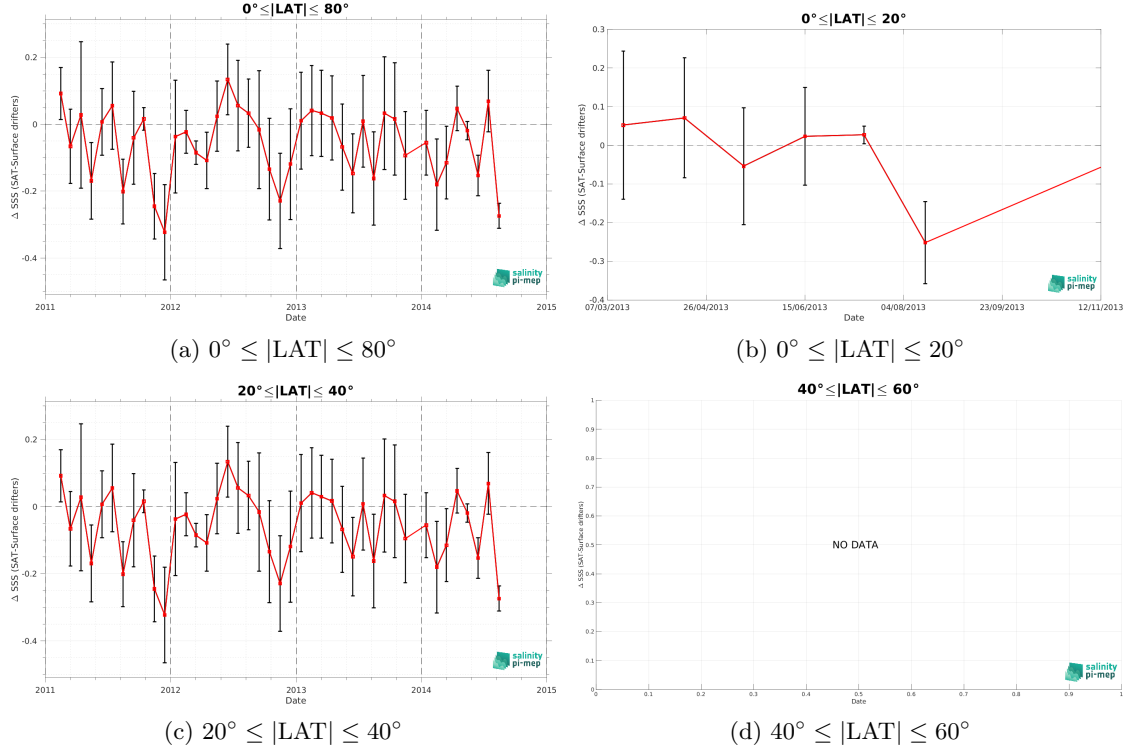 0°≤|LAT|≤ 80°
Δ SSS (SAT-Surface drifters)
0.2
0
-0.2
-0.4
2011
2012
2013
2014
2015
Date
salinity
pi-mep
(a) 0° ≤ |LAT| ≤ 80°
0°≤|LAT|≤ 20°
Δ SSS (SAT-Surface drifters)
0.3
0.2
0.1
0
-0.1
-0.2
-0.3
-0.4
07/03/2013
26/04/2013
15/06/2013
04/08/2013
23/09/2013
12/11/2013
Date
salinity
pi-mep
(b) 0° ≤ |LAT| ≤ 20°
20°≤|LAT|≤ 40°
Δ SSS (SAT-Surface drifters)
0.2
0
-0.2
-0.4
2011
2012
2013
2014
2015
Date
salinity
pi-mep
(c) 20° ≤ |LAT| ≤ 40°
40°≤|LAT|≤ 60°
Δ SSS (SAT-Surface drifters)
1
0.9
0.8
0.7
0.6
0.5
0.4
0.3
0.2
0.1
0
NO DATA
0
0.1
0.2
0.3
0.4
0.5
0.6
0.7
0.8
0.9
1
Date
salinity
pi-mep
(d) 40° ≤ |LAT| ≤ 60°